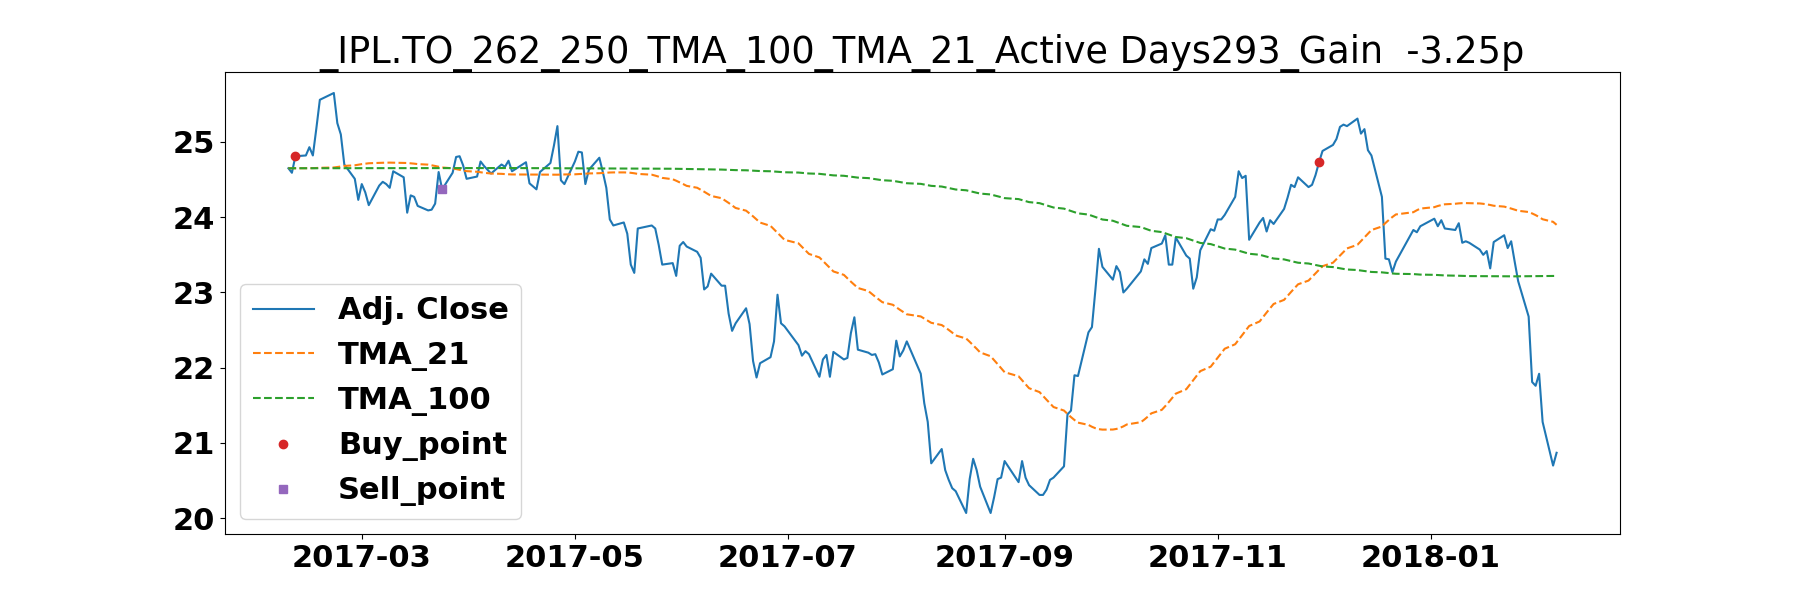 _IPL.TO_262_250_TMA_100_TMA_21_Active Days293_Gain  -3.25p
25
24
23
22
21
20
Adj. Close
TMA_21
TMA_100
Buy_point
Sell_point
2017-03 2017-05 2017-07 2017-09 2017-11 2018-01